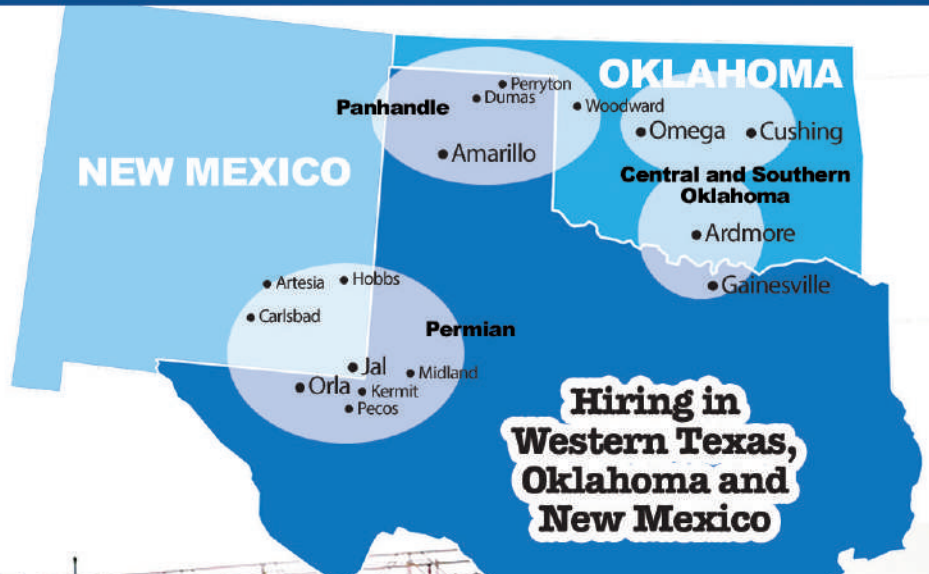 OKLAHOMA
Perryton
Dumas
Panhandle
Woodward
Omega
Cushing
Amarillo
NEW MEXICO
Central and Southern
Oklahoma
Ardmore
Artesia
Hobbs
Gainesville
Carlsbad
Permian
Jal
Midland
Orla
Kermit
Pecos
Hiring in
Western Texas,
Oklahoma and
New Mexico